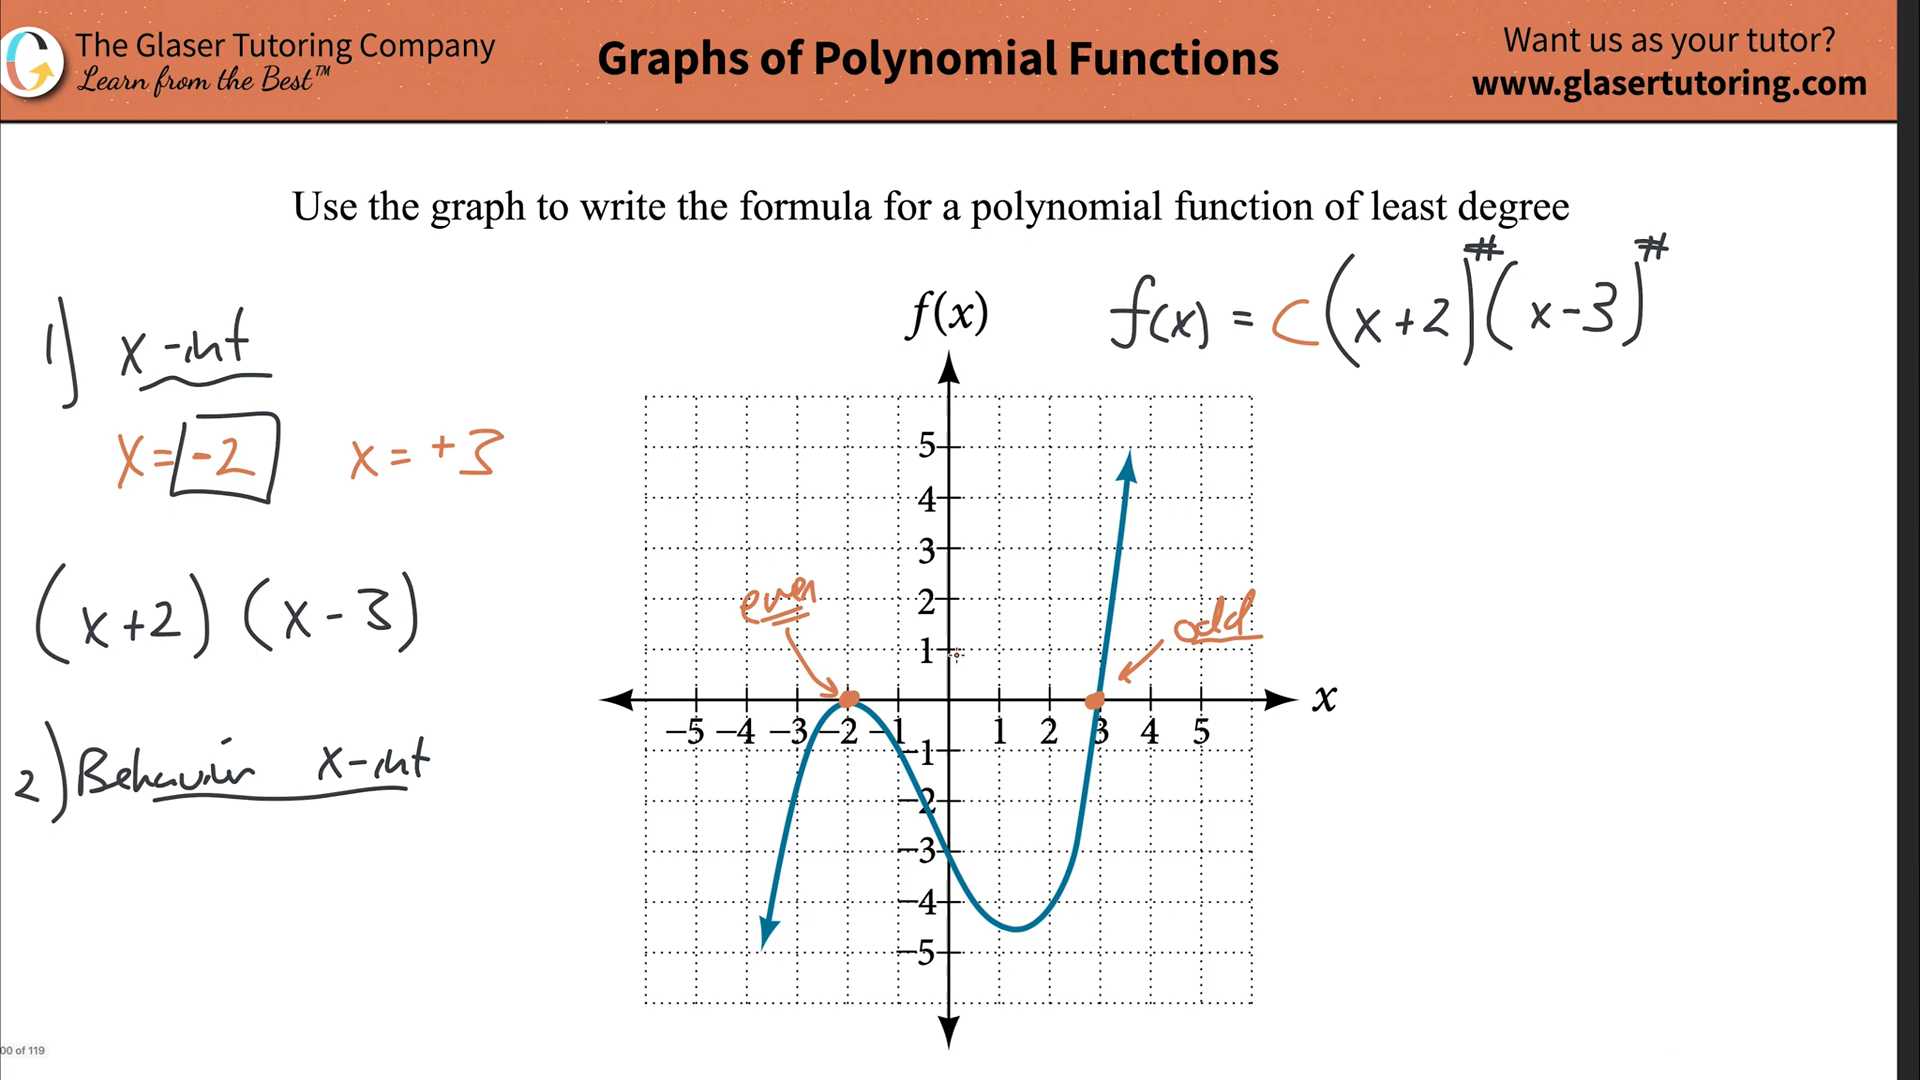 The Glaser Tutoring Company
Learn from the Best™
Graphs of Polynomial Functions
Want us as your tutor?
www.glasertutoring.com
Use the graph to write the formula for a polynomial function of least degree
f(x) = C(x+2)^#(x-3)^#
1) x-int
x = -2 x = +3
(x+2) (x-3)
2) Behavior x-int
f(x)
5
4
3
2
1
even
odd
−5 −4 −3 −2 −1 1 2 3 4 5 x
−1
−2
−3
−4
−5
00 of 119